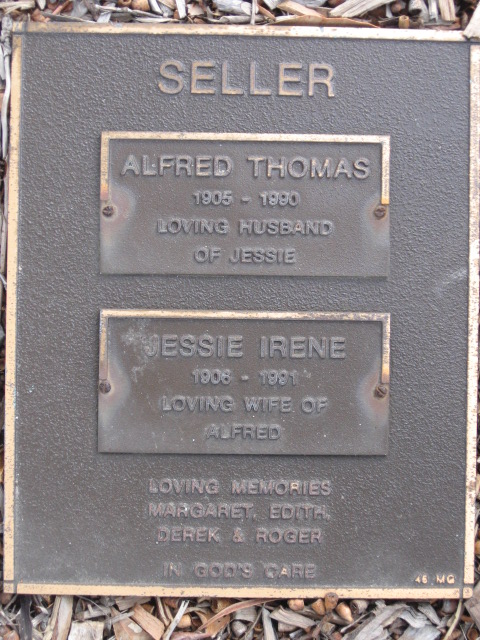 SELLER
ALFRED THOMAS
1905 - 1990
LOVING HUSBAND
OF JESSIE
JESSIE IRENE
1906 - 1991
LOVING WIFE OF
ALFRED
LOVING MEMORIES
MARGARET, EDITH,
DEREK & ROGER
IN GOD'S CARE
46 MG